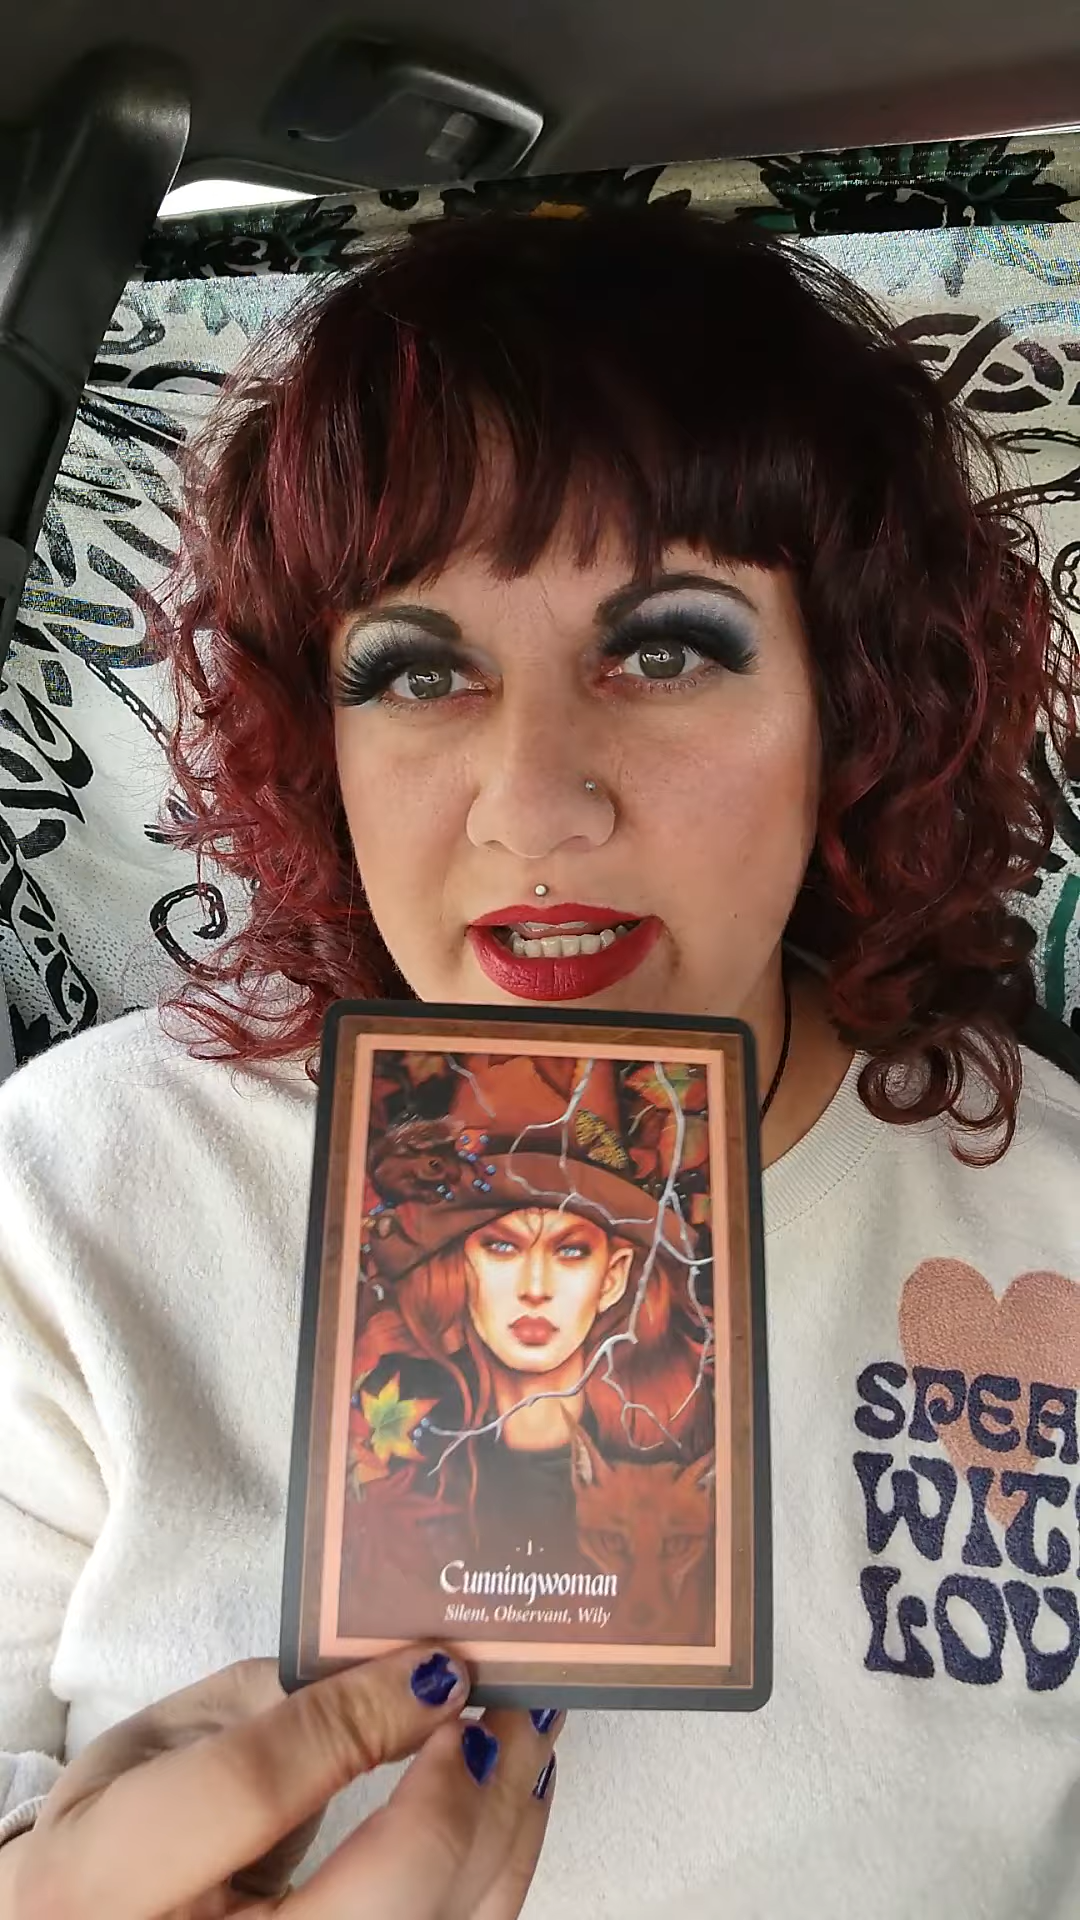 · 1 ·
Cunningwoman
Silent, Observant, Wily
SPEA
WIT
LOV